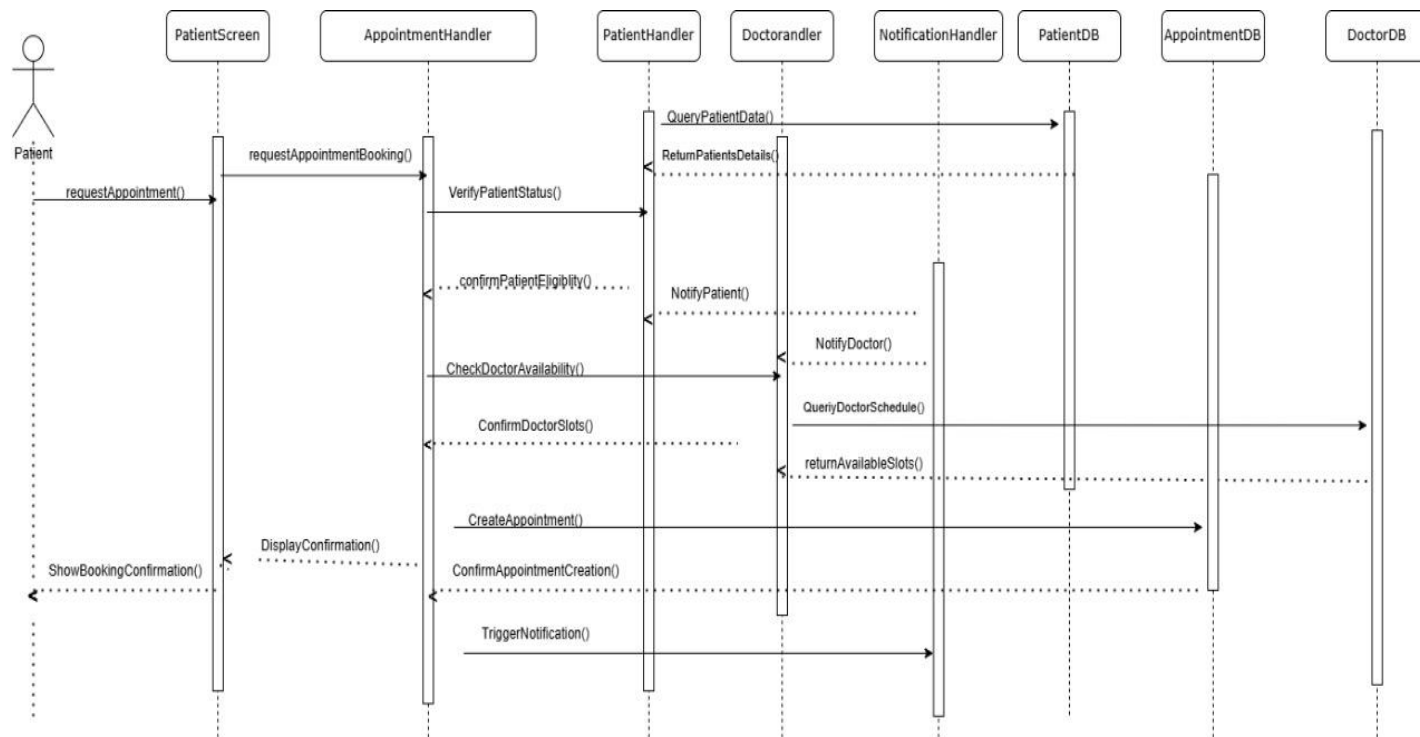 PatientScreen
AppointmentHandler
PatientHandler
Doctorandler
NotificationHandler
PatientDB
AppointmentDB
DoctorDB
Patient
QueryPatientData()
requestAppointmentBooking()
ReturnPatientsDetails()
requestAppointment()
VerifyPatientStatus()
confirmPatientEligiblity()
NotifyPatient()
NotifyDoctor()
CheckDoctorAvailability()
QueriyDoctorSchedule()
ConfirmDoctorSlots()
returnAvailableSlots()
CreateAppointment()
DisplayConfirmation()
ShowBookingConfirmation()
ConfirmAppointmentCreation()
TriggerNotification()